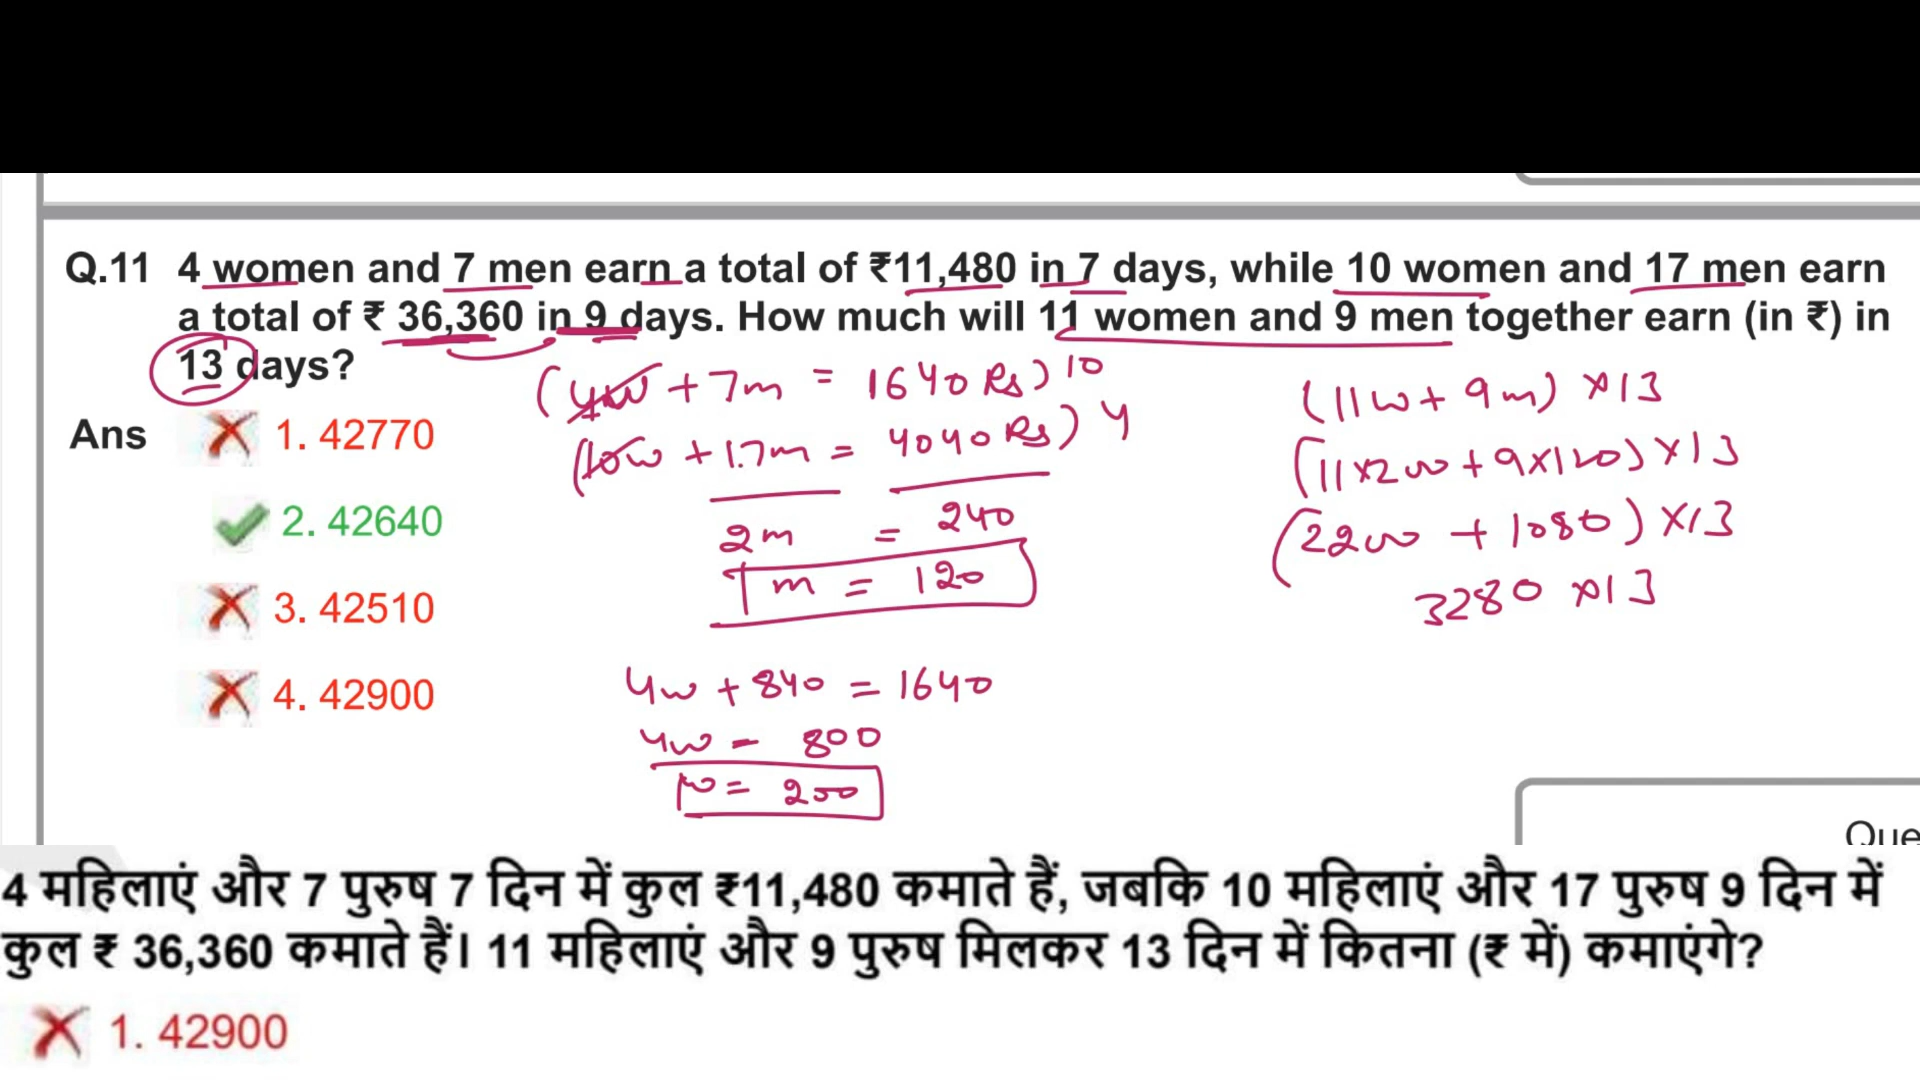 Q.11 4 women and 7 men earn a total of ₹11,480 in 7 days, while 10 women and 17 men earn
a total of ₹ 36,360 in 9 days. How much will 11 women and 9 men together earn (in ₹) in
13 days?
Ans
1. 42770
2. 42640
3. 42510
4. 42900
(4w + 7m = 1640 Rs) 10
(10w + 17m = 4040 Rs) 4
2m = 240
1m = 120
4w + 840 = 1640
4w = 800
1w = 200
(11w + 9m) × 13
(11×200 + 9×120) × 13
(2200 + 1080) × 13
3280 × 13
Que
4 महिलाएं और 7 पुरुष 7 दिन में कुल ₹11,480 कमाते हैं, जबकि 10 महिलाएं और 17 पुरुष 9 दिन में
कुल ₹ 36,360 कमाते हैं। 11 महिलाएं और 9 पुरुष मिलकर 13 दिन में कितना (₹ में) कमाएंगे?
1. 42900